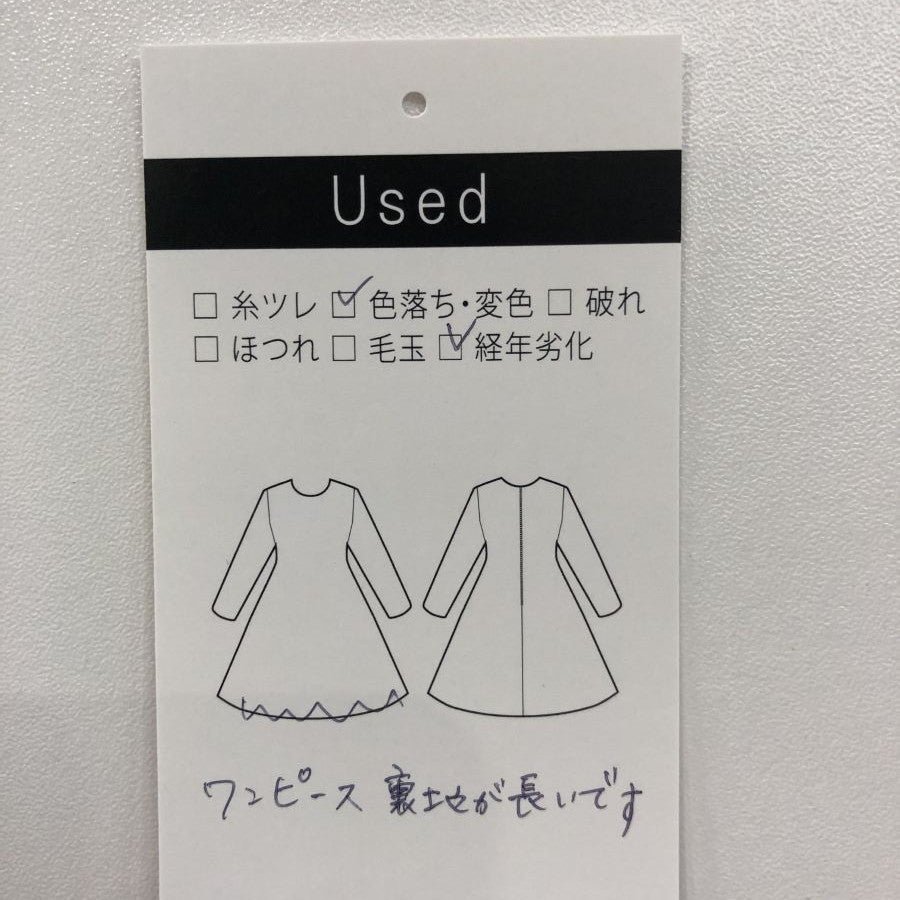 Used
□ 糸ツレ ☑ 色落ち・変色 □ 破れ
□ ほつれ □ 毛玉 ☑ 経年劣化
ワンピース 裏地が長いです